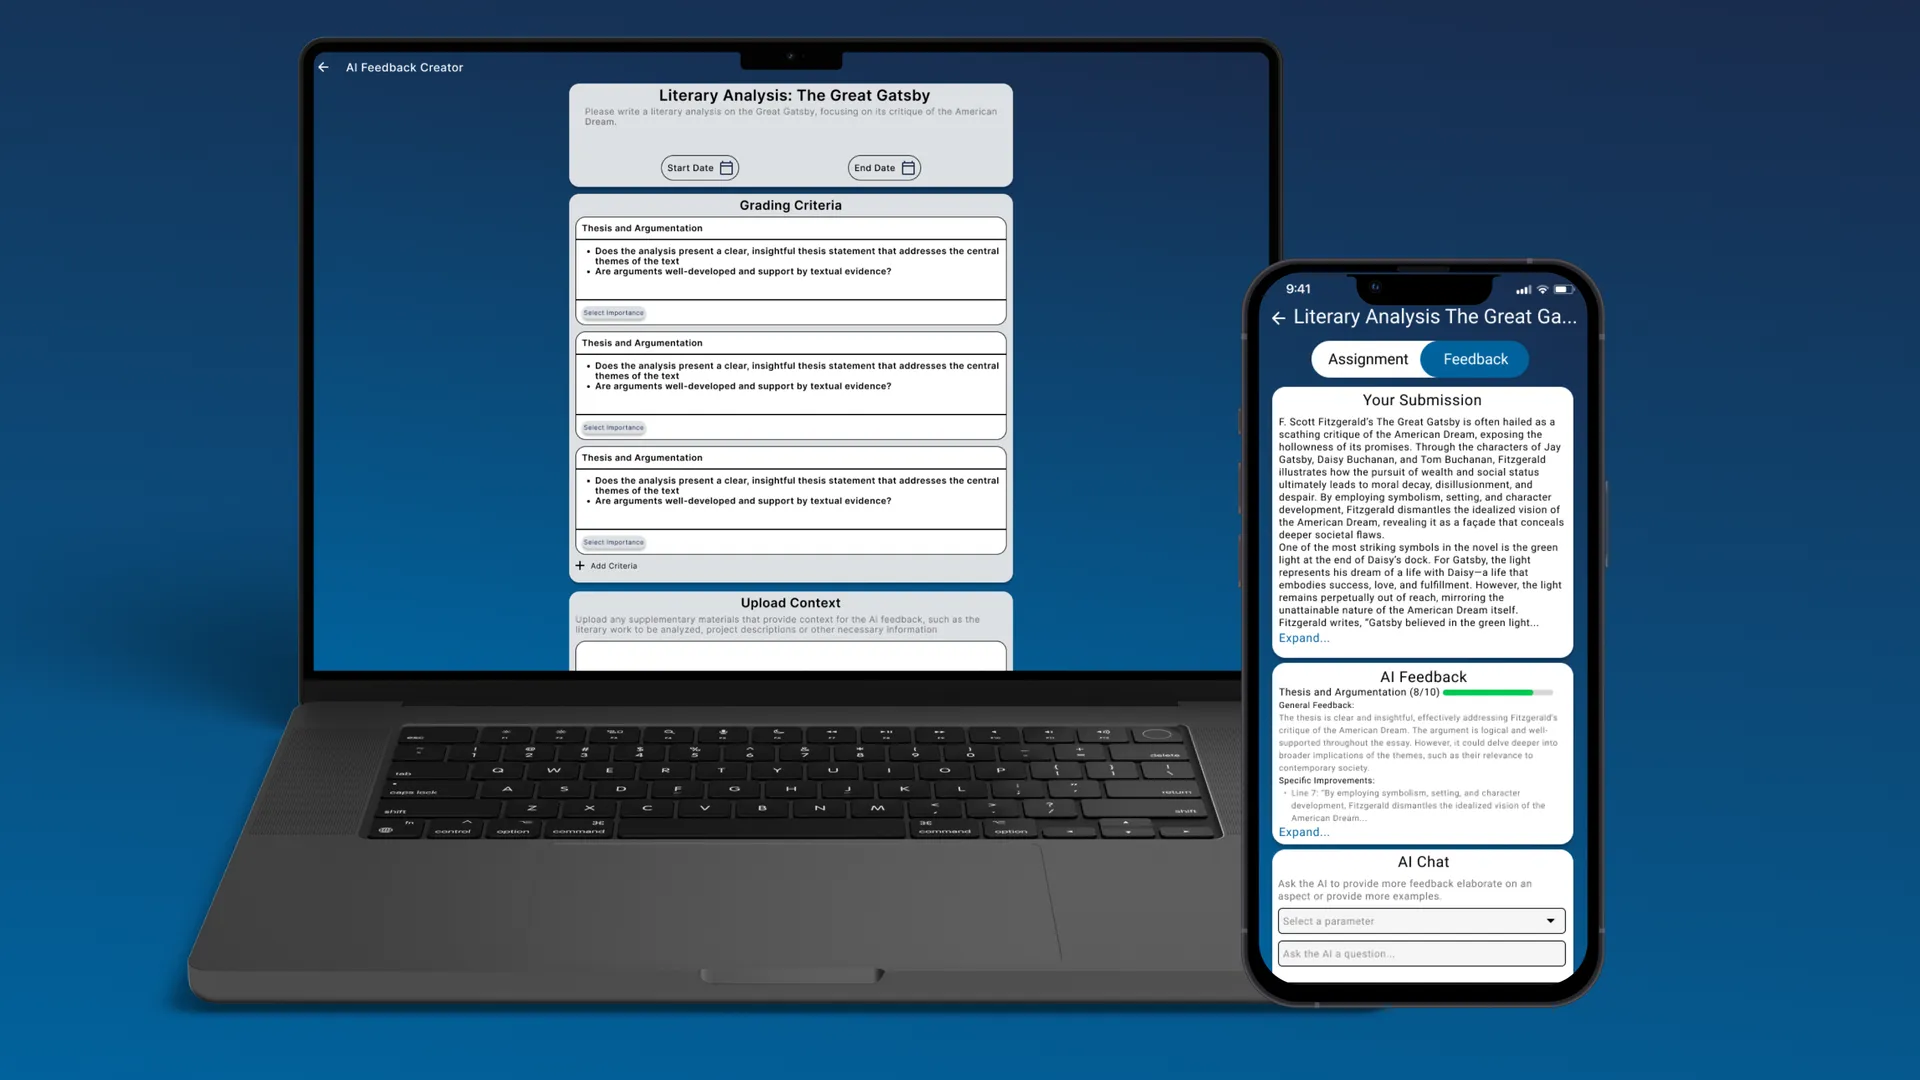 AI Feedback Creator
Literary Analysis: The Great Gatsby
Please write a literary analysis on the Great Gatsby, focusing on its critique of the American
Dream.
Start Date
End Date
Grading Criteria
Thesis and Argumentation
• Does the analysis present a clear, insightful thesis statement that addresses the central
themes of the text
• Are arguments well-developed and support by textual evidence?
Select Importance
Thesis and Argumentation
• Does the analysis present a clear, insightful thesis statement that addresses the central
themes of the text
• Are arguments well-developed and support by textual evidence?
Select Importance
Thesis and Argumentation
• Does the analysis present a clear, insightful thesis statement that addresses the central
themes of the text
• Are arguments well-developed and support by textual evidence?
Select Importance
+ Add Criteria
Upload Context
Upload any supplementary materials that provide context for the Ai feedback, such as the
literary work to be analyzed, project descriptions or other necessary information
esc
delete
tab
Q W E R T Y U I O P
caps lock
A S D F G H J K L
return
shift
Z X C V B N M
shift
fn
control
option
command
command
option
9:41
Literary Analysis The Great Ga...
Assignment
Feedback
Your Submission
F. Scott Fitzgerald's The Great Gatsby is often hailed as a
scathing critique of the American Dream, exposing the
hollowness of its promises. Through the characters of Jay
Gatsby, Daisy Buchanan, and Tom Buchanan, Fitzgerald
illustrates how the pursuit of wealth and social status
ultimately leads to moral decay, disillusionment, and
despair. By employing symbolism, setting, and character
development, Fitzgerald dismantles the idealized vision of
the American Dream, revealing it as a façade that conceals
deeper societal flaws.
One of the most striking symbols in the novel is the green
light at the end of Daisy's dock. For Gatsby, the light
represents his dream of a life with Daisy—a life that
embodies success, love, and fulfillment. However, the light
remains perpetually out of reach, mirroring the
unattainable nature of the American Dream itself.
Fitzgerald writes, "Gatsby believed in the green light...
Expand...
AI Feedback
Thesis and Argumentation (8/10)
General Feedback:
The thesis is clear and insightful, effectively addressing Fitzgerald's
critique of the American Dream. The argument is logical and well-
supported throughout the essay. However, it could delve deeper into
broader implications of the themes, such as their relevance to
contemporary society.
Specific Improvements:
• Line 7: "By employing symbolism, setting, and character
development, Fitzgerald dismantles the idealized vision of the
American Dream...
Expand...
AI Chat
Ask the AI to provide more feedback elaborate on an
aspect or provide more examples.
Select a parameter
Ask the AI a question...